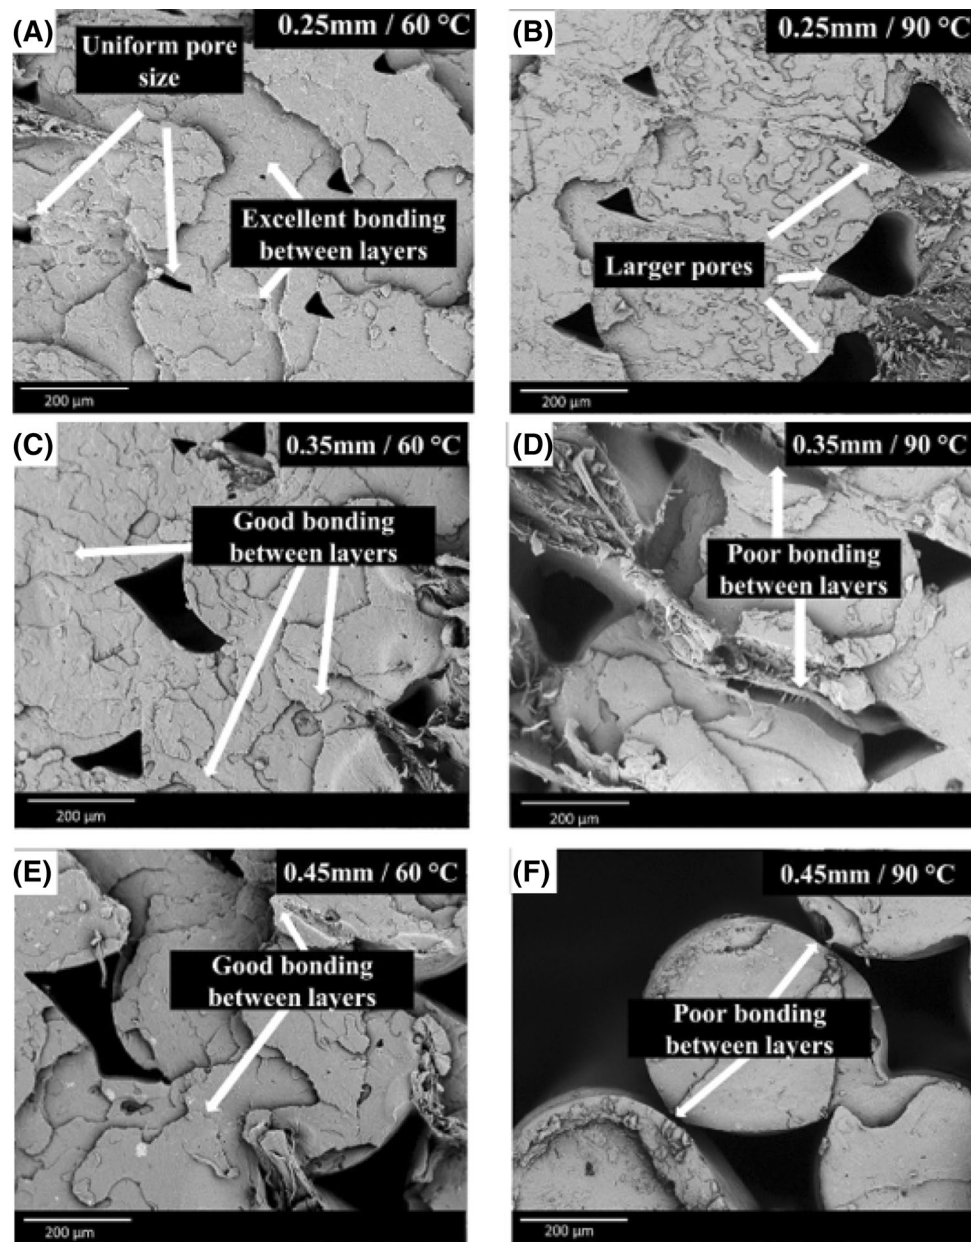 (A)
0.25mm / 60 °C
Uniform pore
size
Excellent bonding
between layers
200 µm
(B)
0.25mm / 90 °C
Larger pores
200 µm
(C)
0.35mm / 60 °C
Good bonding
between layers
200 µm
(D)
0.35mm / 90 °C
Poor bonding
between layers
200 µm
(E)
0.45mm / 60 °C
Good bonding
between layers
200 µm
(F)
0.45mm / 90 °C
Poor bonding
between layers
200 µm